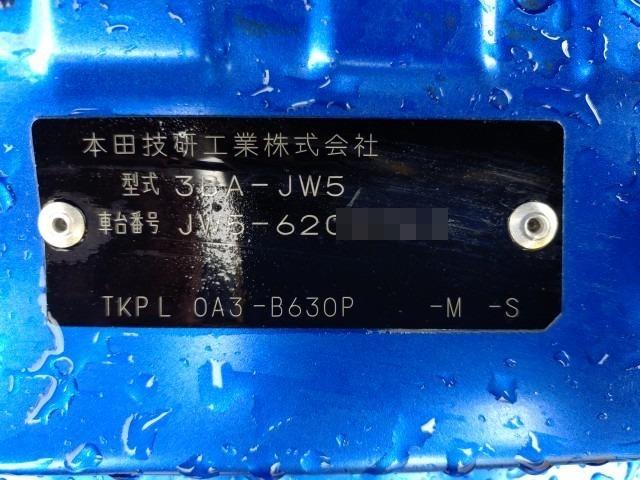 本田技研工業株式会社
型式 3BA-JW5
車台番号 JW5-620
TKPL 0A3-B630P -M -S